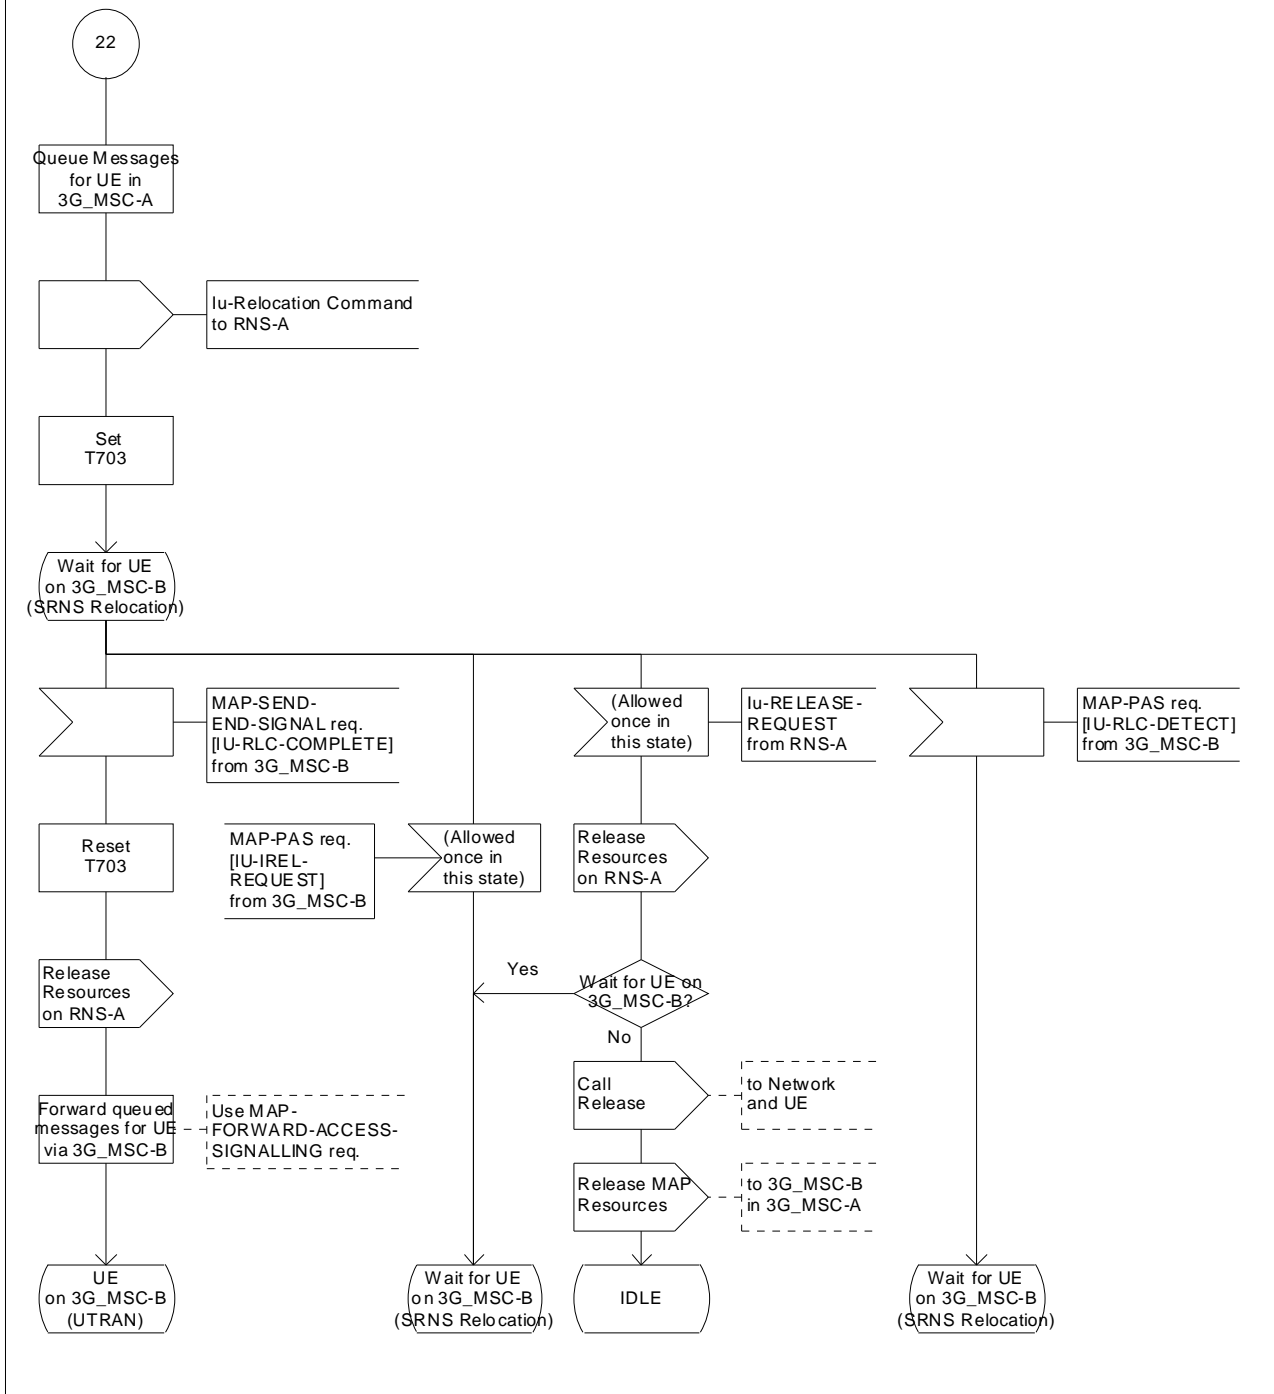 22
Queue Messages
for UE in
3G_MSC-A
Iu-Relocation Command
to RNS-A
Set
T703
Wait for UE
on 3G_MSC-B
(SRNS Relocation)
MAP-SEND-
END-SIGNAL req.
[IU-RLC-COMPLETE]
from 3G_MSC-B
(Allowed
once in
this state)
Iu-RELEASE-
REQUEST
from RNS-A
MAP-PAS req.
[IU-RLC-DETECT]
from 3G_MSC-B
Reset
T703
MAP-PAS req.
[IU-IREL-
REQUEST]
from 3G_MSC-B
(Allowed
once in
this state)
Release
Resources
on RNS-A
Release
Resources
on RNS-A
Yes
Wait for UE on
3G_MSC-B?
No
Call
Release
to Network
and UE
Forward queued
messages for UE
via 3G_MSC-B
Use MAP-
FORWARD-ACCESS-
SIGNALLING req.
Release MAP
Resources
to 3G_MSC-B
in 3G_MSC-A
UE
on 3G_MSC-B
(UTRAN)
Wait for UE
on 3G_MSC-B
(SRNS Relocation)
IDLE
Wait for UE
on 3G_MSC-B
(SRNS Relocation)